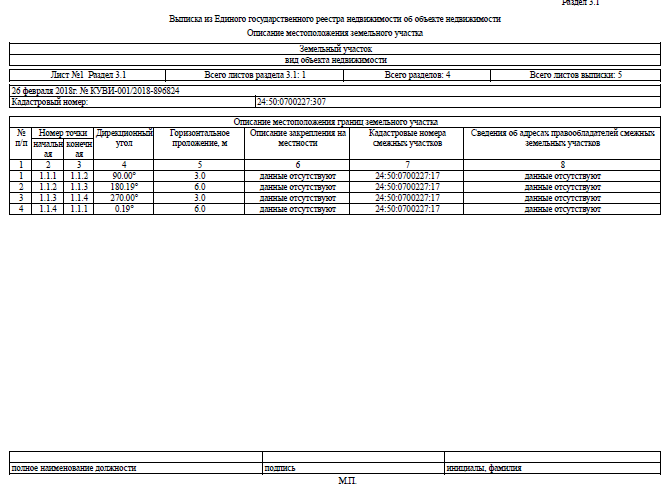 Раздел 3.1
Выписка из Единого государственного реестра недвижимости об объекте недвижимости
Описание местоположения земельного участка
Земельный участок
вид объекта недвижимости
Лист №1 Раздел 3.1 Всего листов раздела 3.1: 1 Всего разделов: 4 Всего листов выписки: 5
26 февраля 2018г. № КУВИ-001/2018-896824
Кадастровый номер: 24:50:0700227:307
Описание местоположения границ земельного участка
№ п/п Номер точки Дирекционный угол Горизонтальное проложение, м Описание закрепления на местности Кадастровые номера смежных участков Сведения об адресах правообладателей смежных земельных участков
начальн ая конечн ая
1 2 3 4 5 6 7 8
1 1.1.1 1.1.2 90.00° 3.0 данные отсутствуют 24:50:0700227:17 данные отсутствуют
2 1.1.2 1.1.3 180.19° 6.0 данные отсутствуют 24:50:0700227:17 данные отсутствуют
3 1.1.3 1.1.4 270.00° 3.0 данные отсутствуют 24:50:0700227:17 данные отсутствуют
4 1.1.4 1.1.1 0.19° 6.0 данные отсутствуют 24:50:0700227:17 данные отсутствуют
полное наименование должности подпись инициалы, фамилия
М.П.